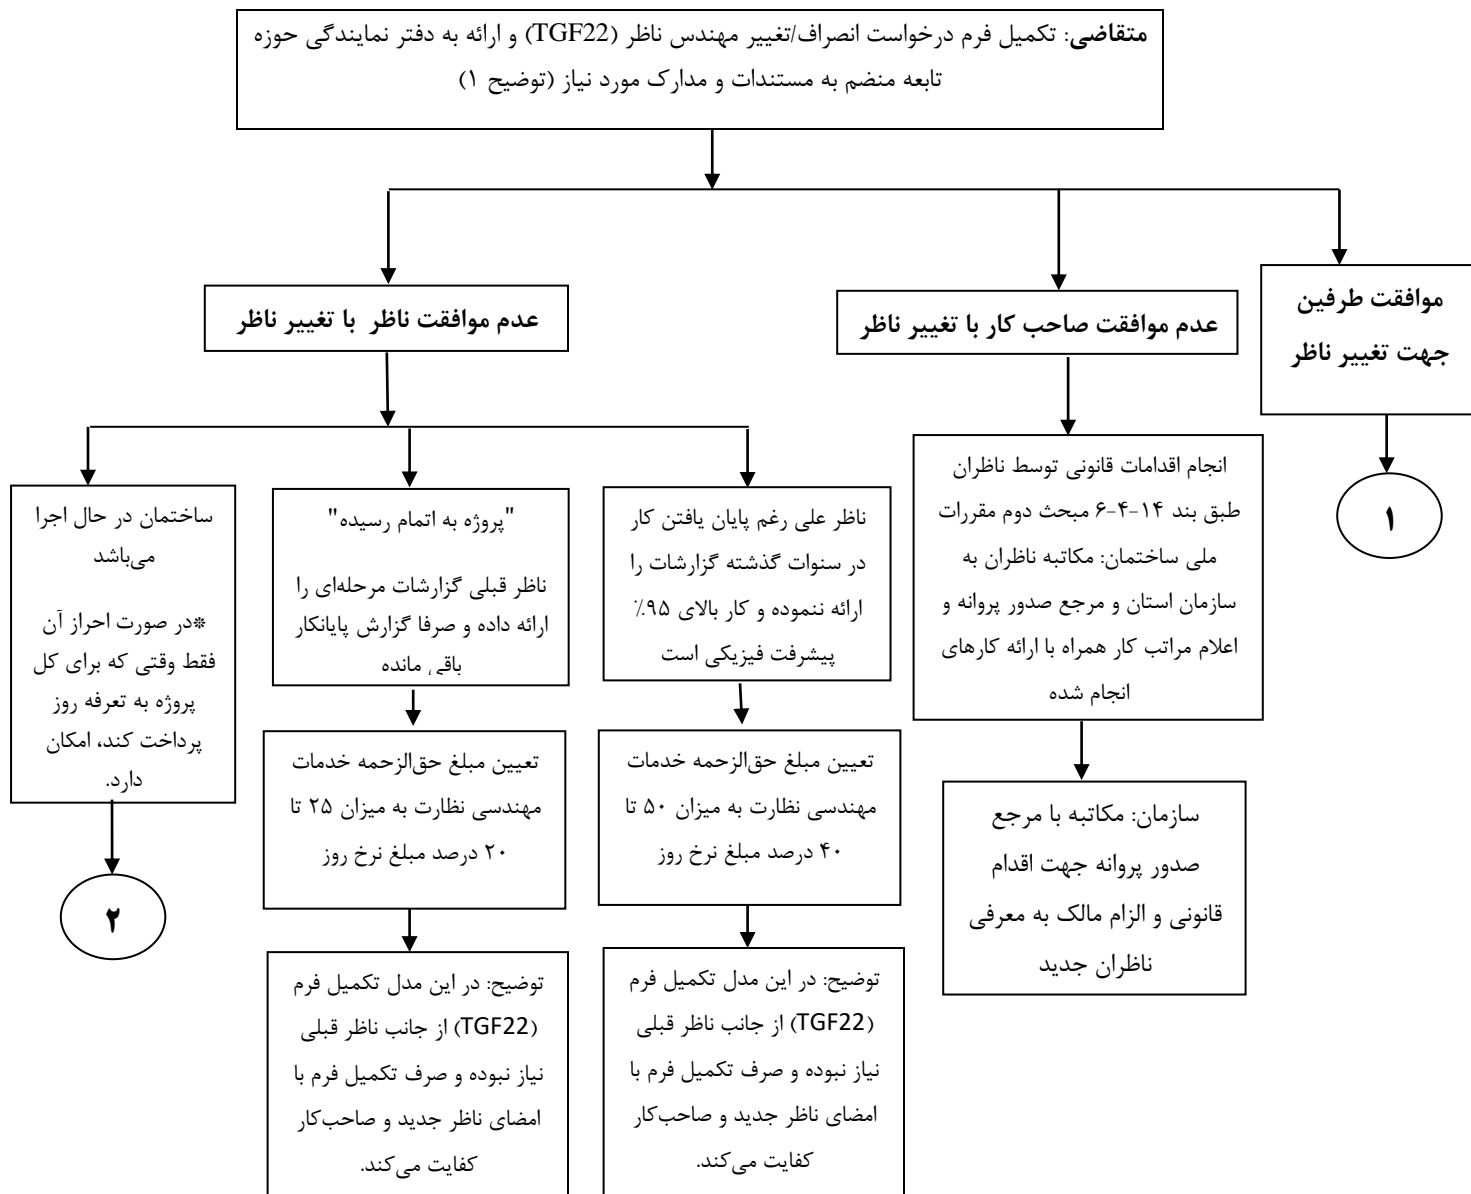 متقاضی: تکمیل فرم درخواست انصراف/تغییر مهندس ناظر (TGF22) و ارائه به دفتر نمایندگی حوزه
تابعه منضم به مستندات و مدارک مورد نیاز (توضیح ۱)
موافقت طرفین
جهت تغییر ناظر
عدم موافقت صاحب کار با تغییر ناظر
عدم موافقت ناظر با تغییر ناظر
۱
انجام اقدامات قانونی توسط ناظران
طبق بند ۱۴-۴-۶ مبحث دوم مقررات
ملی ساختمان: مکاتبه ناظران به
سازمان استان و مرجع صدور پروانه و
اعلام مراتب کار همراه با ارائه کارهای
انجام شده
سازمان: مکاتبه با مرجع
صدور پروانه جهت اقدام
قانونی و الزام مالک به معرفی
ناظران جدید
ناظر علی رغم پایان یافتن کار
در سنوات گذشته گزارشات را
ارائه ننموده و کار بالای ۹۵٪
پیشرفت فیزیکی است
تعیین مبلغ حق‌الزحمه خدمات
مهندسی نظارت به میزان ۵۰ تا
۴۰ درصد مبلغ نرخ روز
توضیح: در این مدل تکمیل فرم
(TGF22) از جانب ناظر قبلی
نیاز نبوده و صرف تکمیل فرم با
امضای ناظر جدید و صاحب‌کار
کفایت می‌کند.
"پروژه به اتمام رسیده"
ناظر قبلی گزارشات مرحله‌ای را
ارائه داده و صرفا گزارش پایانکار
باقی مانده
تعیین مبلغ حق‌الزحمه خدمات
مهندسی نظارت به میزان ۲۵ تا
۲۰ درصد مبلغ نرخ روز
توضیح: در این مدل تکمیل فرم
(TGF22) از جانب ناظر قبلی
نیاز نبوده و صرف تکمیل فرم با
امضای ناظر جدید و صاحب‌کار
کفایت می‌کند.
ساختمان در حال اجرا
می‌باشد
*در صورت احراز آن
فقط وقتی که برای کل
پروژه به تعرفه روز
پرداخت کند، امکان
دارد.
۲